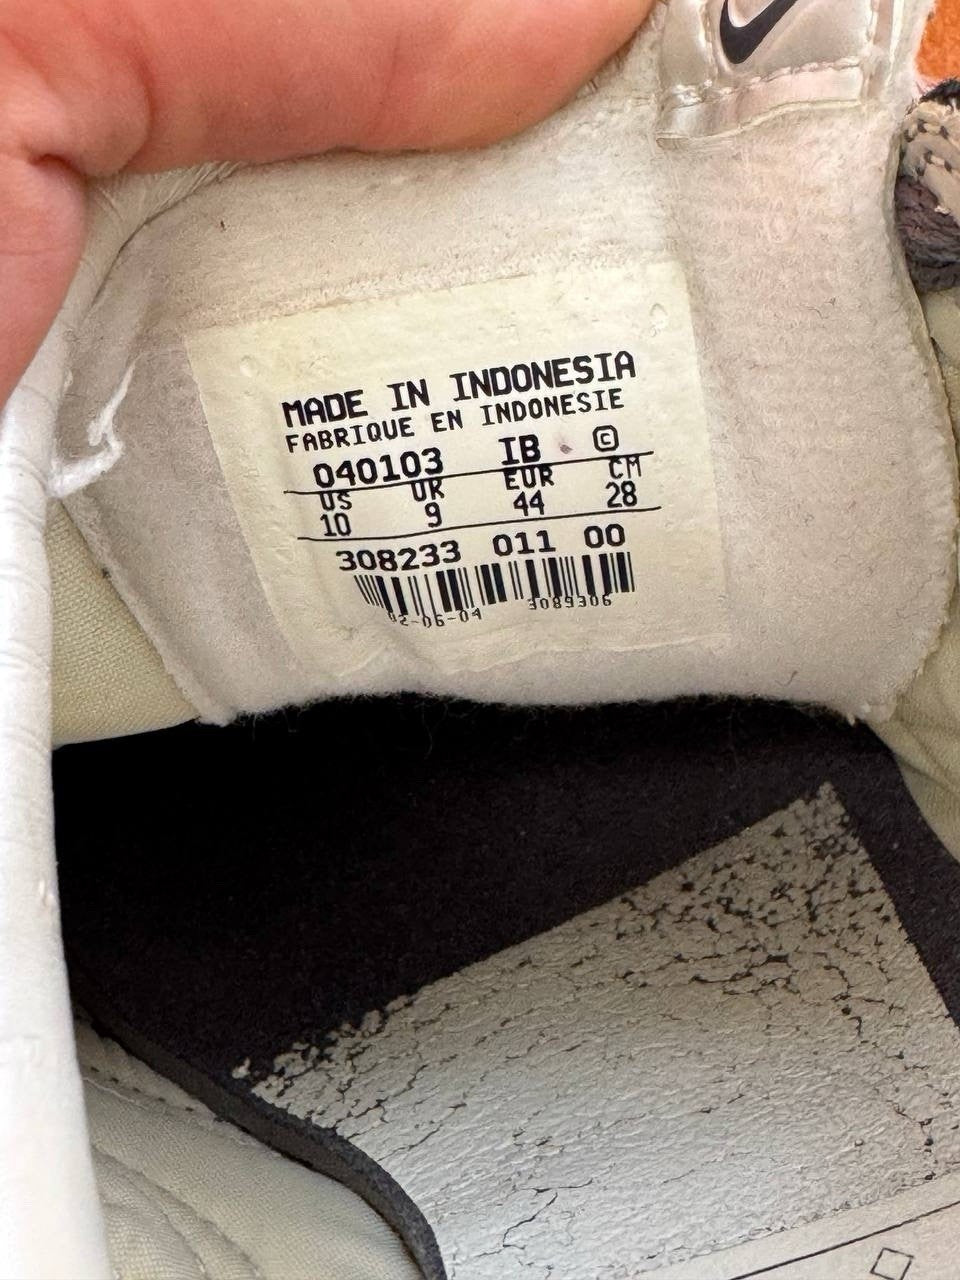 MADE IN INDONESIA
FABRIQUE EN INDONESIE
040103 IB ©
US UK EUR CM
10 9 44 28
308233 011 00
02-06-04 3089306